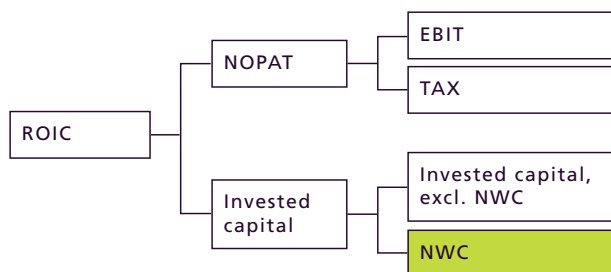 EBIT
NOPAT
TAX
ROIC
Invested capital,
excl. NWC
Invested
capital
NWC